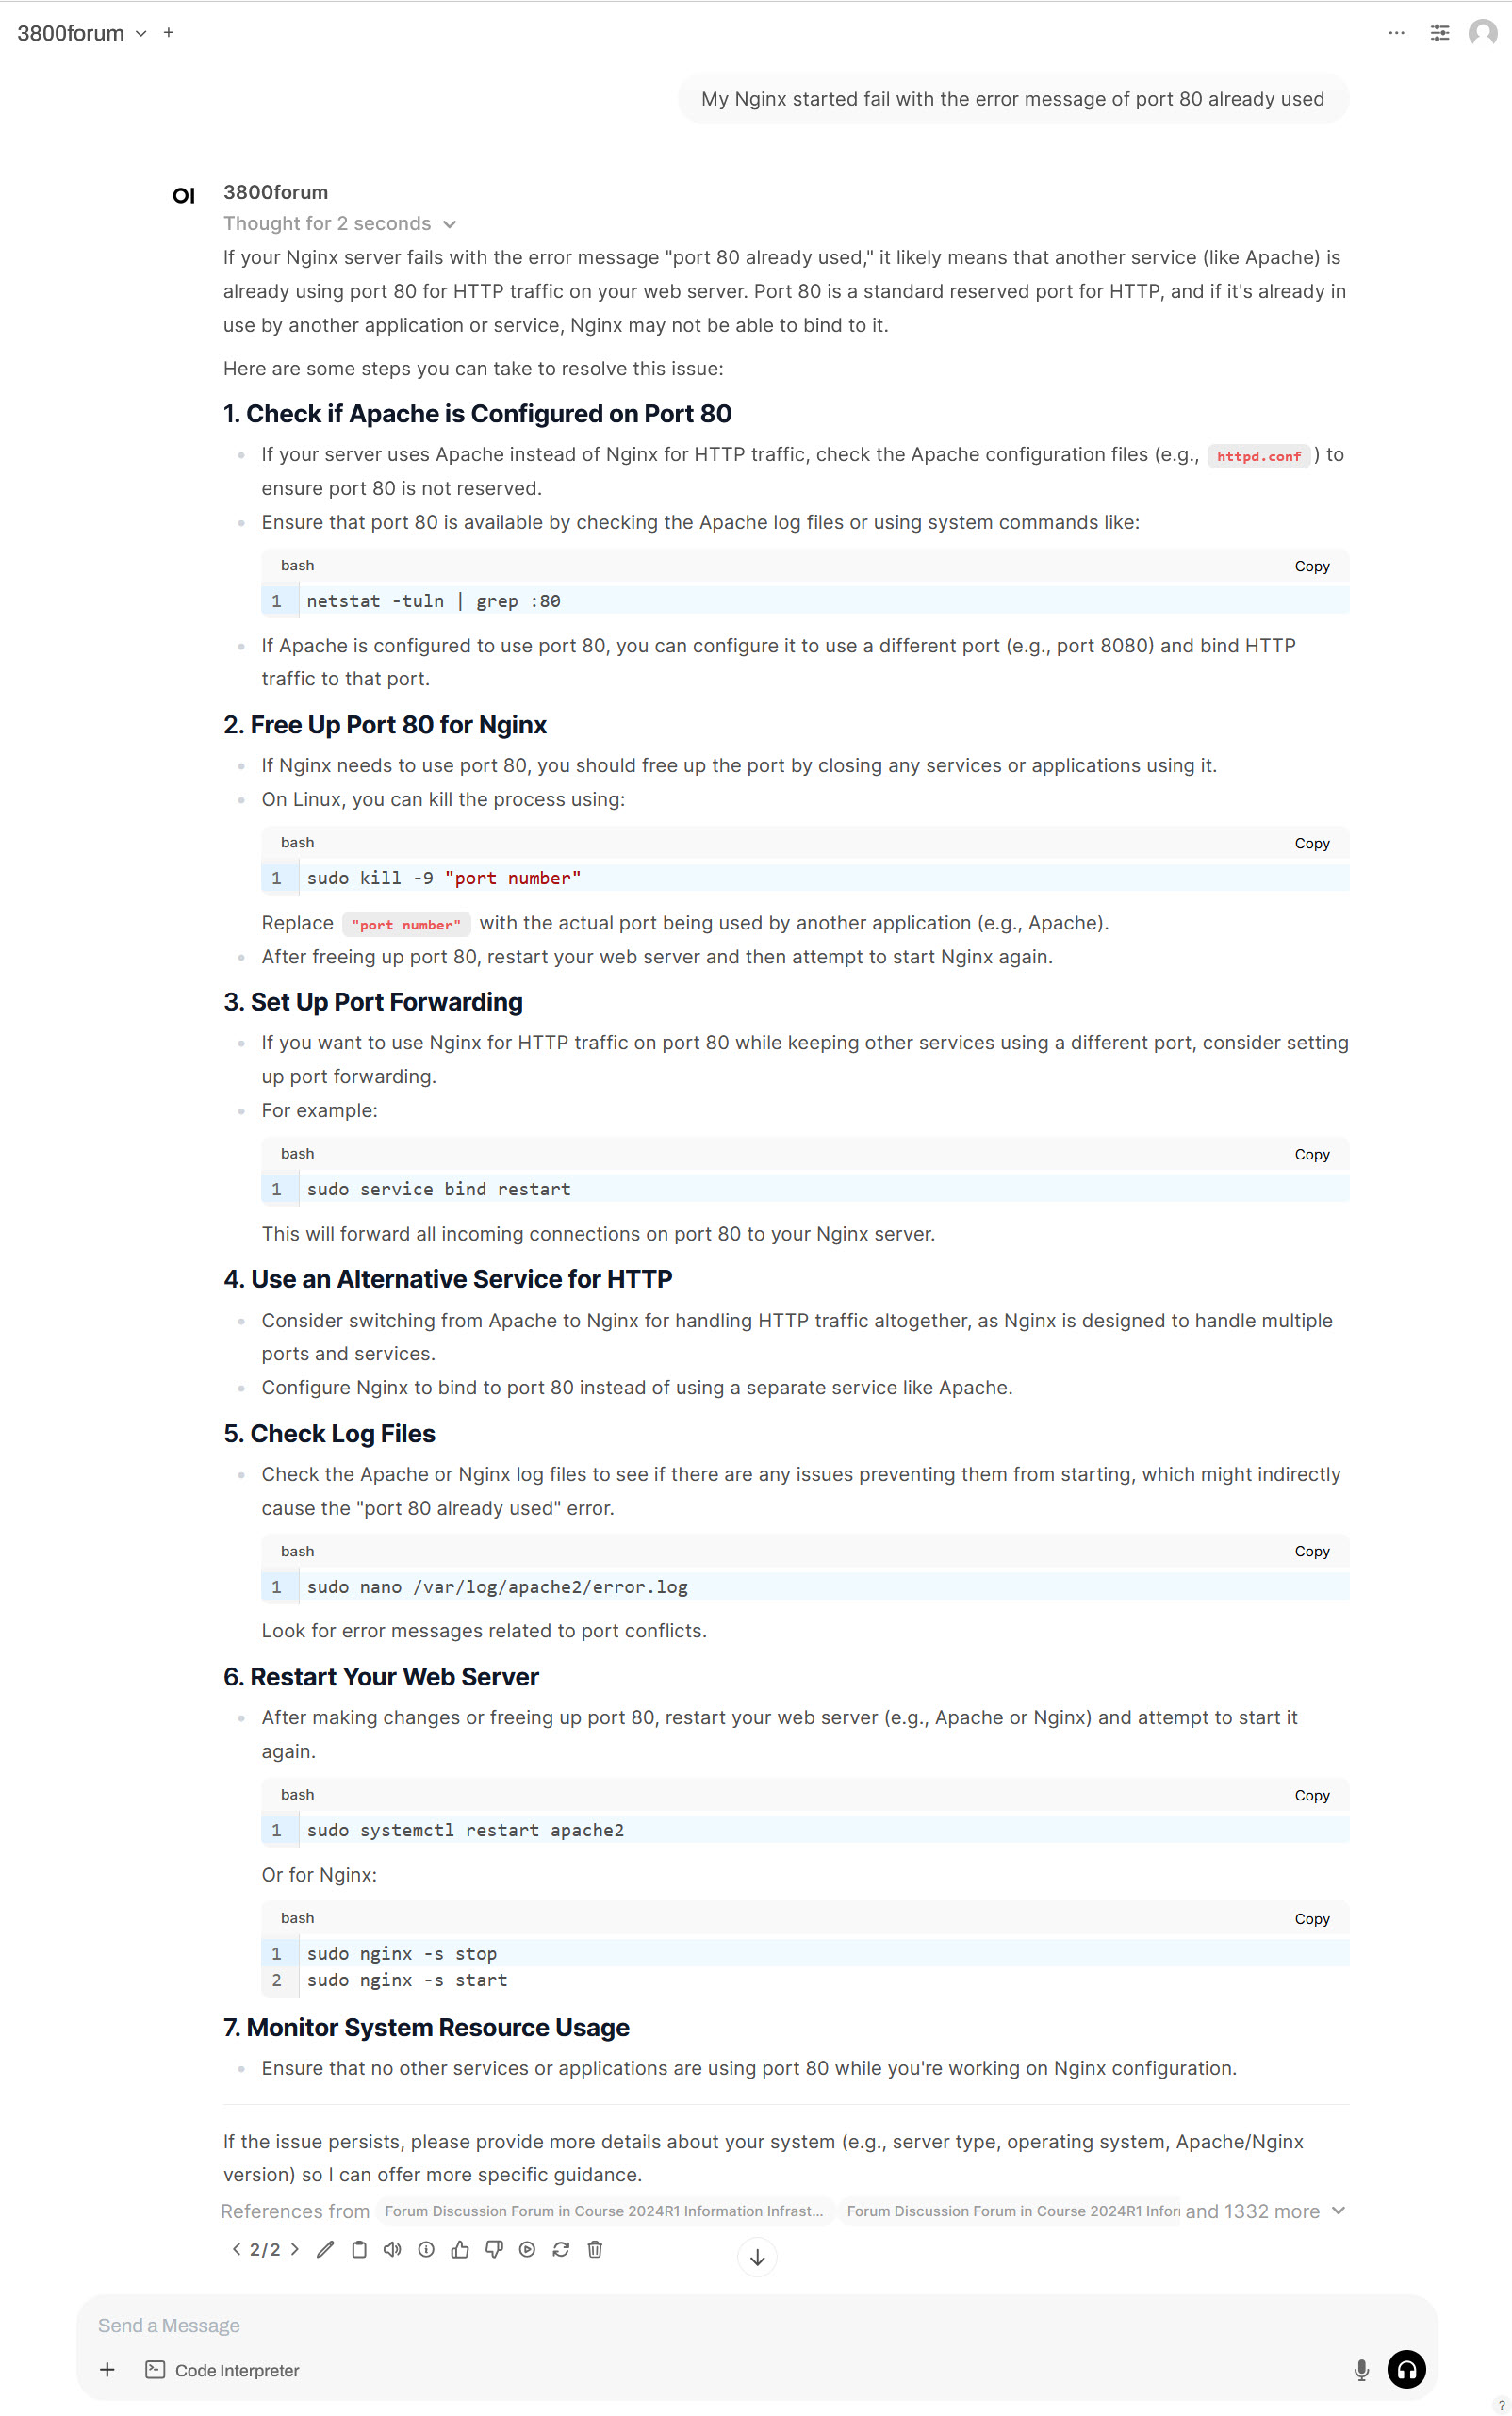 3800forum
My Nginx started fail with the error message of port 80 already used
OI
3800forum
Thought for 2 seconds
If your Nginx server fails with the error message "port 80 already used," it likely means that another service (like Apache) is
already using port 80 for HTTP traffic on your web server. Port 80 is a standard reserved port for HTTP, and if it's already in
use by another application or service, Nginx may not be able to bind to it.
Here are some steps you can take to resolve this issue:
1. Check if Apache is Configured on Port 80
If your server uses Apache instead of Nginx for HTTP traffic, check the Apache configuration files (e.g., httpd.conf ) to
ensure port 80 is not reserved.
Ensure that port 80 is available by checking the Apache log files or using system commands like:
bash Copy
1 netstat -tuln | grep :80
If Apache is configured to use port 80, you can configure it to use a different port (e.g., port 8080) and bind HTTP
traffic to that port.
2. Free Up Port 80 for Nginx
If Nginx needs to use port 80, you should free up the port by closing any services or applications using it.
On Linux, you can kill the process using:
bash Copy
1 sudo kill -9 "port number"
Replace "port number" with the actual port being used by another application (e.g., Apache).
After freeing up port 80, restart your web server and then attempt to start Nginx again.
3. Set Up Port Forwarding
If you want to use Nginx for HTTP traffic on port 80 while keeping other services using a different port, consider setting
up port forwarding.
For example:
bash Copy
1 sudo service bind restart
This will forward all incoming connections on port 80 to your Nginx server.
4. Use an Alternative Service for HTTP
Consider switching from Apache to Nginx for handling HTTP traffic altogether, as Nginx is designed to handle multiple
ports and services.
Configure Nginx to bind to port 80 instead of using a separate service like Apache.
5. Check Log Files
Check the Apache or Nginx log files to see if there are any issues preventing them from starting, which might indirectly
cause the "port 80 already used" error.
bash Copy
1 sudo nano /var/log/apache2/error.log
Look for error messages related to port conflicts.
6. Restart Your Web Server
After making changes or freeing up port 80, restart your web server (e.g., Apache or Nginx) and attempt to start it
again.
bash Copy
1 sudo systemctl restart apache2
Or for Nginx:
bash Copy
1 sudo nginx -s stop
2 sudo nginx -s start
7. Monitor System Resource Usage
Ensure that no other services or applications are using port 80 while you're working on Nginx configuration.
If the issue persists, please provide more details about your system (e.g., server type, operating system, Apache/Nginx
version) so I can offer more specific guidance.
References from Forum Discussion Forum in Course 2024R1 Information Infrast... Forum Discussion Forum in Course 2024R1 Infor and 1332 more
2/2
Send a Message
Code Interpreter
?